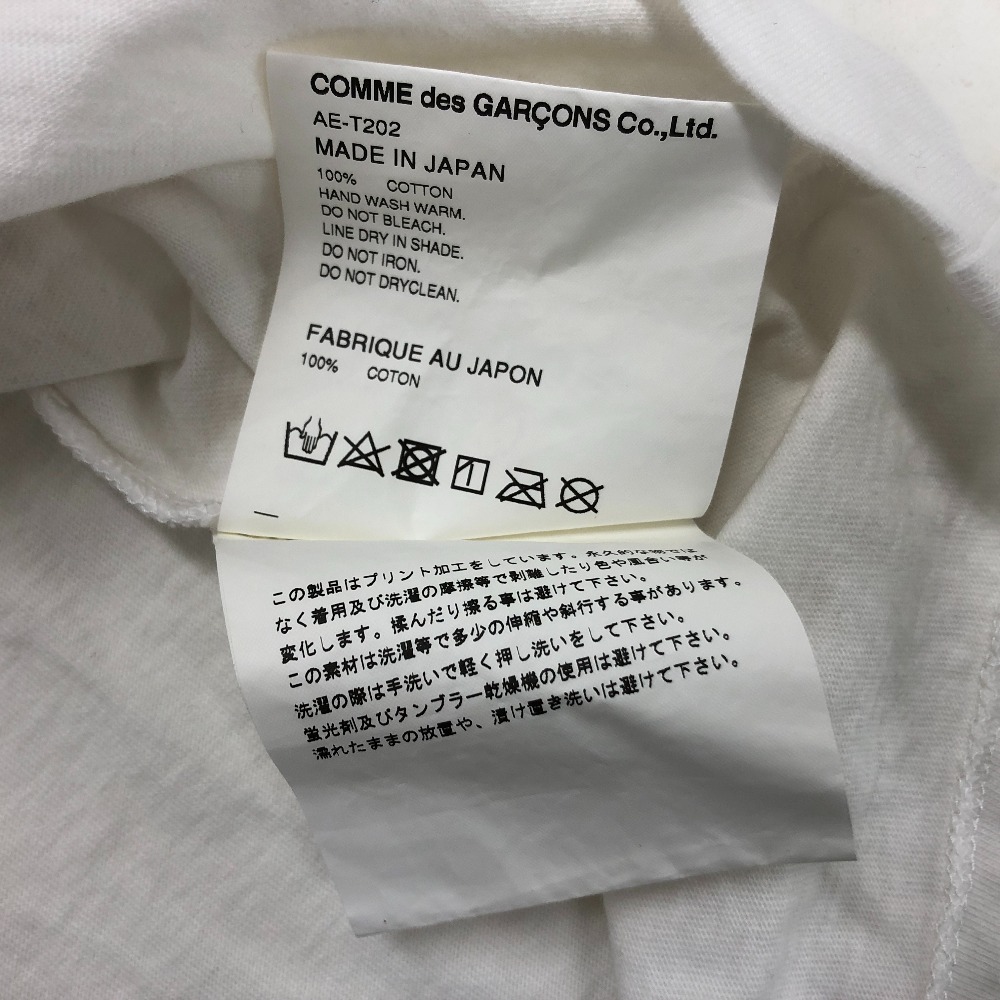 COMME des GARÇONS Co.,Ltd.
AE-T202
MADE IN JAPAN
100% COTTON
HAND WASH WARM.
DO NOT BLEACH.
LINE DRY IN SHADE.
DO NOT IRON.
DO NOT DRYCLEAN.
FABRIQUE AU JAPON
100% COTON
この製品はプリント加工をしています。永久的な物では
なく着用及び洗濯の摩擦等で剥離したり色や風合い等が
変化します。揉んだり擦る事は避けて下さい。
この素材は洗濯等で多少の伸縮や斜行する事があります。
洗濯の際は手洗いで軽く押し洗いをして下さい。
蛍光剤及びタンブラー乾燥機の使用は避けて下さい。
濡れたままの放置や、漬け置き洗いは避けて下さい。